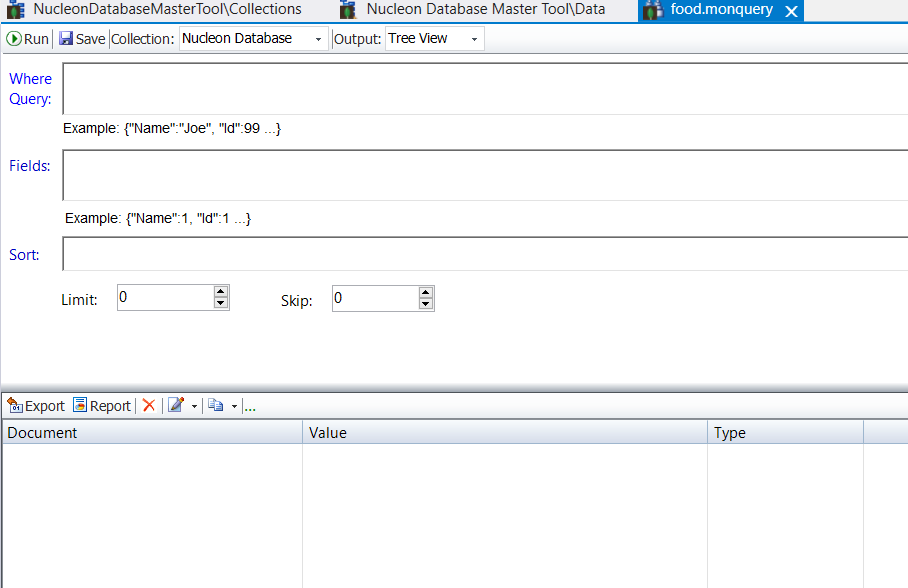 NucleonDatabaseMasterTool\Collections Nucleon Database Master Tool\Data food.monquery
Run Save Collection: Nucleon Database Output: Tree View
Where
Query:
Example: {"Name":"Joe", "Id":99 ...}
Fields:
Example: {"Name":1, "Id":1 ...}
Sort:
Limit: 0 Skip: 0
Export Report ...
Document Value Type